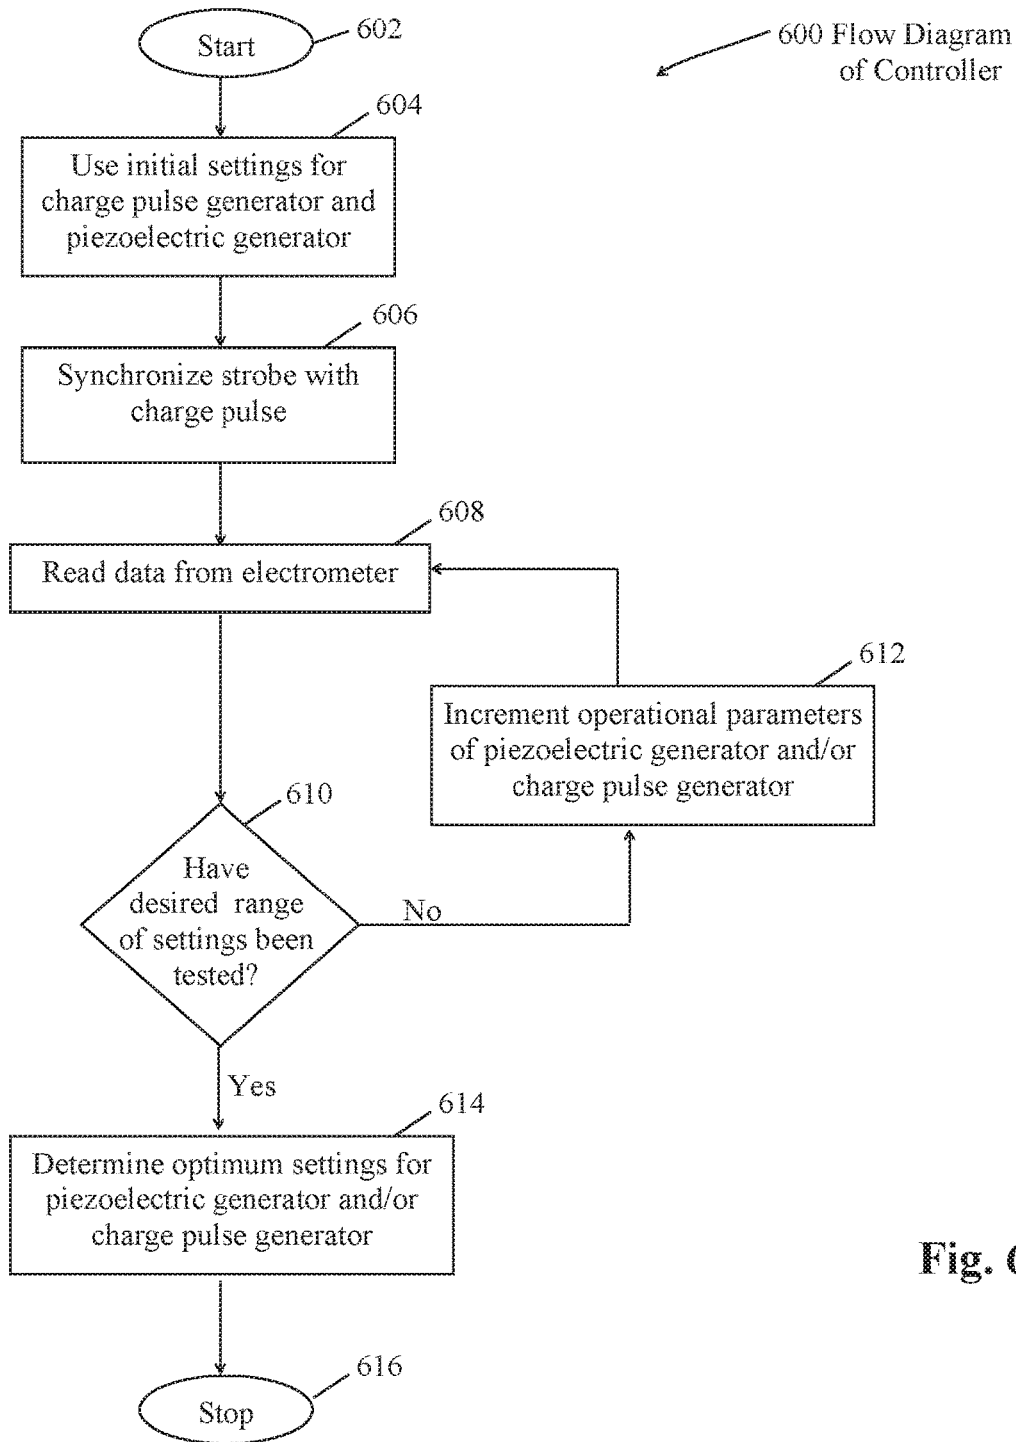 602
Start
600 Flow Diagram
of Controller
604
Use initial settings for
charge pulse generator and
piezoelectric generator
606
Synchronize strobe with
charge pulse
608
Read data from electrometer
612
Increment operational parameters
of piezoelectric generator and/or
charge pulse generator
610
Have
desired range
of settings been
tested?
No
Yes
614
Determine optimum settings for
piezoelectric generator and/or
charge pulse generator
Fig.
616
Stop